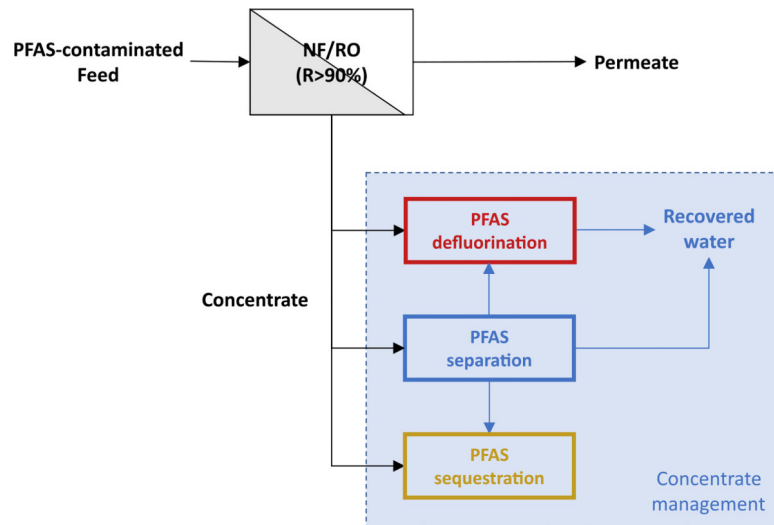 PFAS-contaminated
Feed
NF/RO
(R>90%)
Permeate
PFAS
defluorination
Recovered
water
Concentrate
PFAS
separation
PFAS
sequestration
Concentrate
management